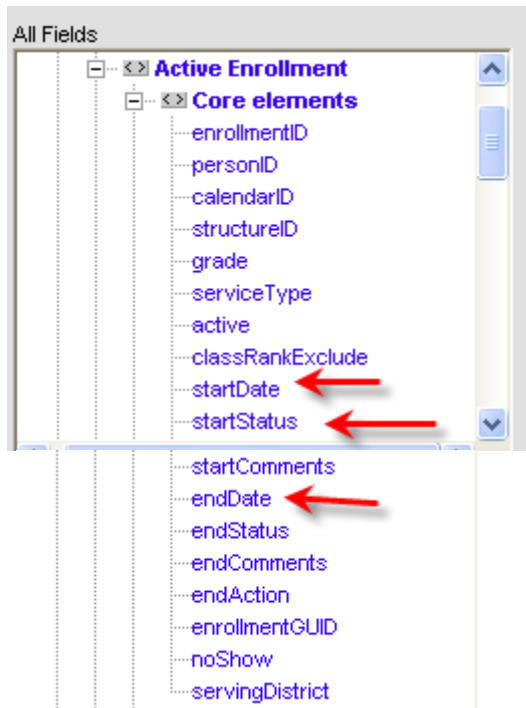 All Fields
Active Enrollment
Core elements
enrollmentID
personID
calendarID
structureID
grade
serviceType
active
classRankExclude
startDate
startStatus
startComments
endDate
endStatus
endComments
endAction
enrollmentGUID
noShow
servingDistrict